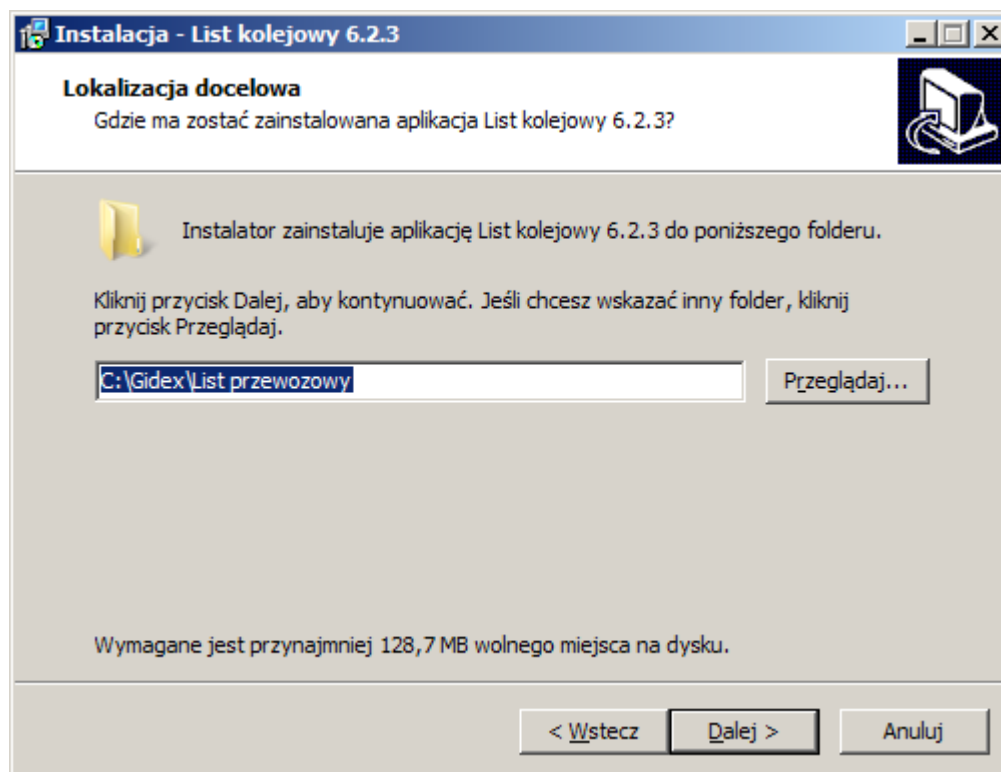 Instalacja - List kolejowy 6.2.3
Lokalizacja docelowa
Gdzie ma zostać zainstalowana aplikacja List kolejowy 6.2.3?
Instalator zainstaluje aplikację List kolejowy 6.2.3 do poniższego folderu.
Kliknij przycisk Dalej, aby kontynuować. Jeśli chcesz wskazać inny folder, kliknij
przycisk Przeglądaj.
C:\Gidex\List przewozowy
Przeglądaj...
Wymagane jest przynajmniej 128,7 MB wolnego miejsca na dysku.
< Wstecz
Dalej >
Anuluj